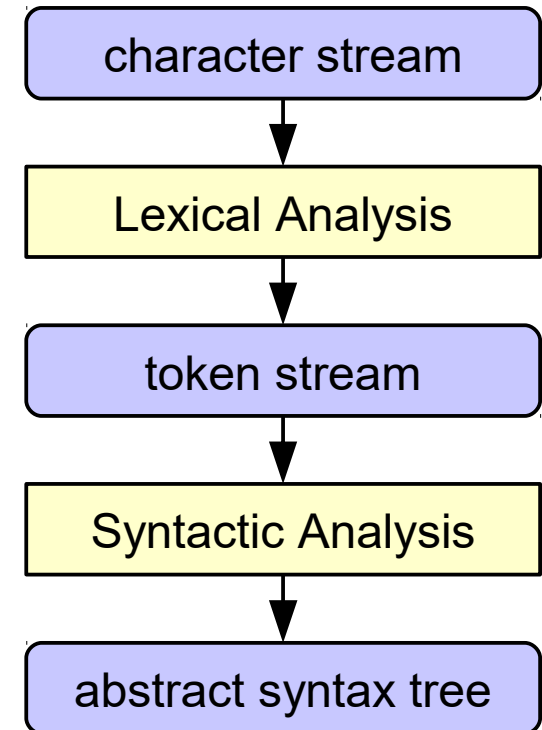 character stream
Lexical Analysis
token stream
Syntactic Analysis
abstract syntax tree